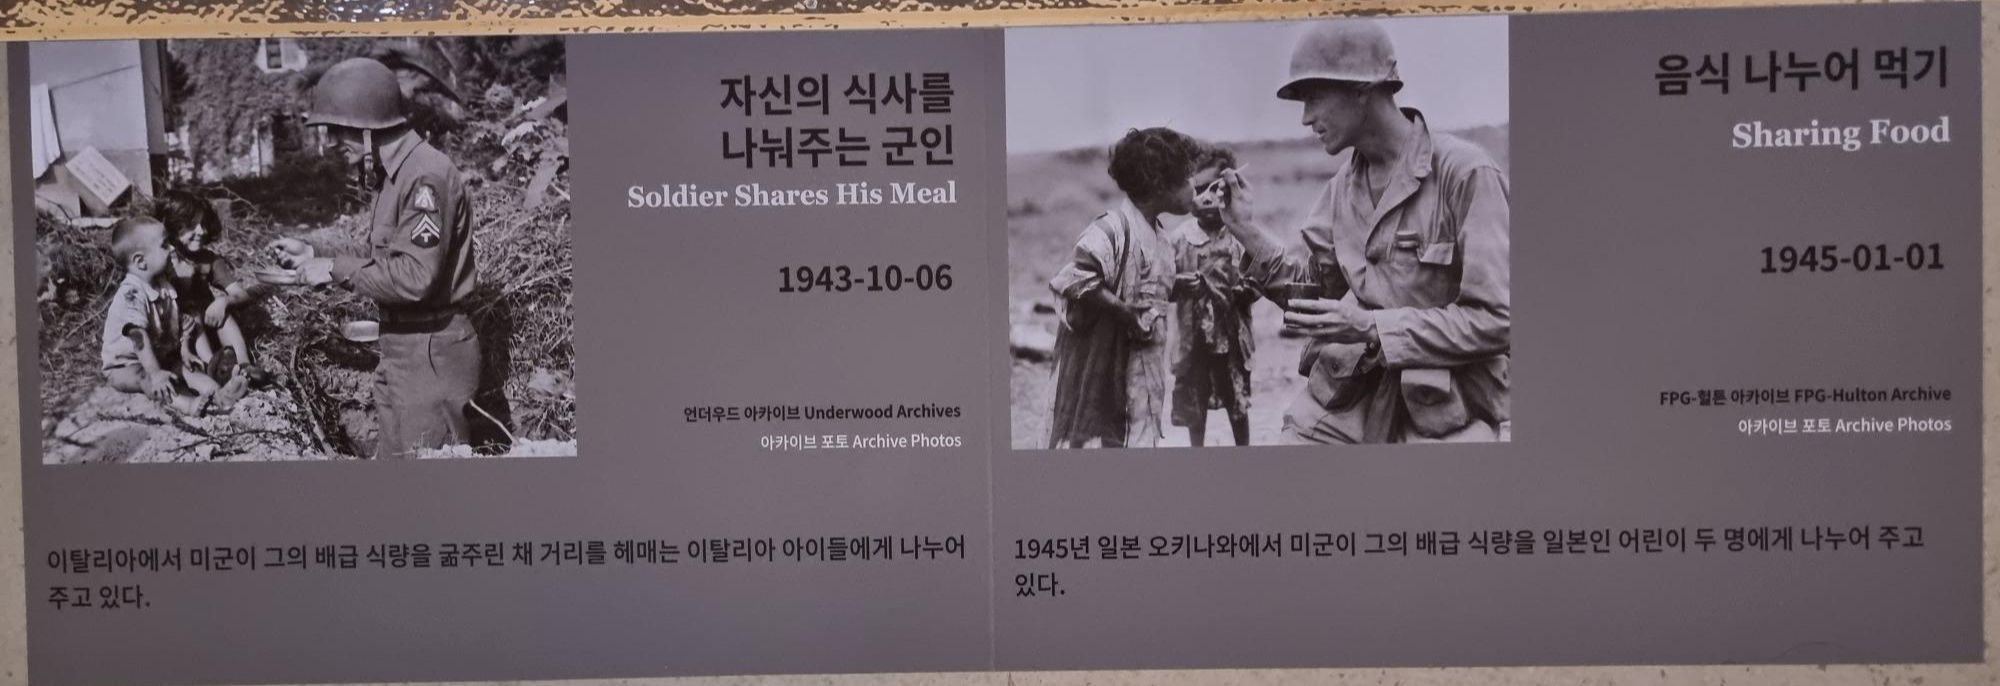 자신의 식사를
나눠주는 군인
Soldier Shares His Meal
1943-10-06
언더우드 아카이브 Underwood Archives
아카이브 포토 Archive Photos
이탈리아에서 미군이 그의 배급 식량을 굶주린 채 거리를 헤매는 이탈리아 아이들에게 나누어
주고 있다.
음식 나누어 먹기
Sharing Food
1945-01-01
FPG-헐튼 아카이브 FPG-Hulton Archive
아카이브 포토 Archive Photos
1945년 일본 오키나와에서 미군이 그의 배급 식량을 일본인 어린이 두 명에게 나누어 주고
있다.